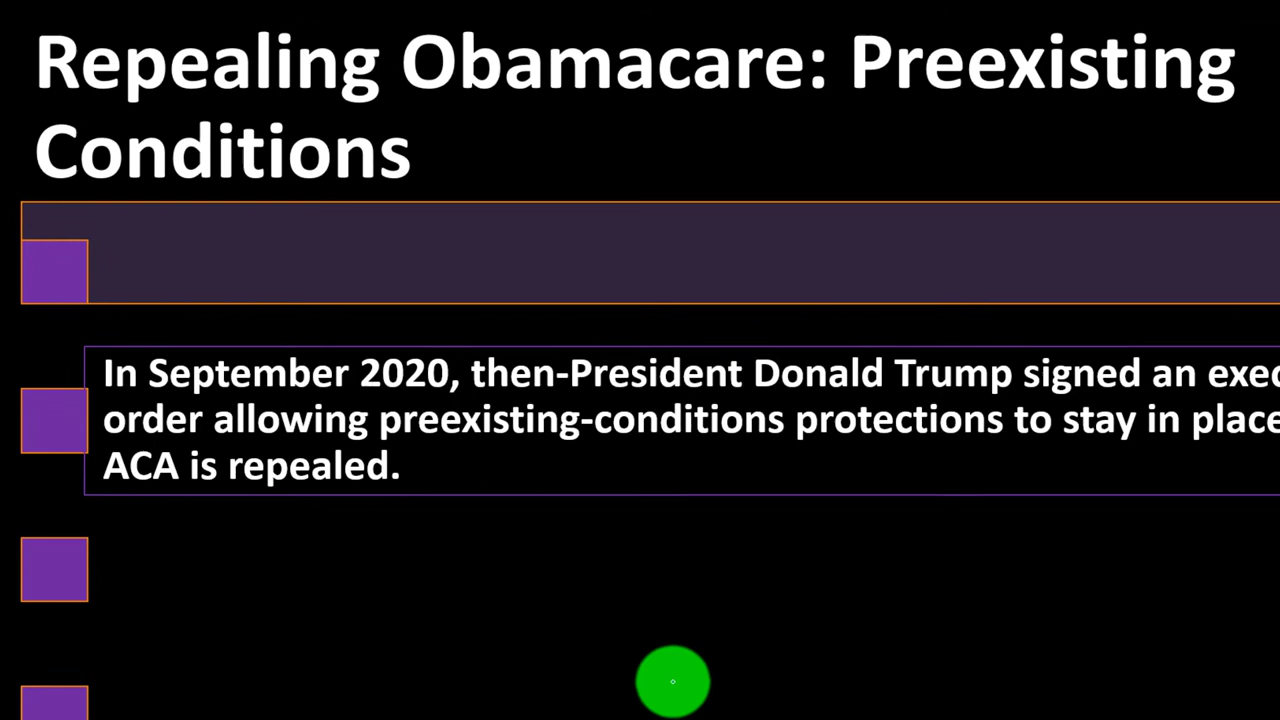 Repealing Obamacare: Preexisting
Conditions
In September 2020, then-President Donald Trump signed an
order allowing preexisting-conditions protections to stay in place
ACA is repealed.